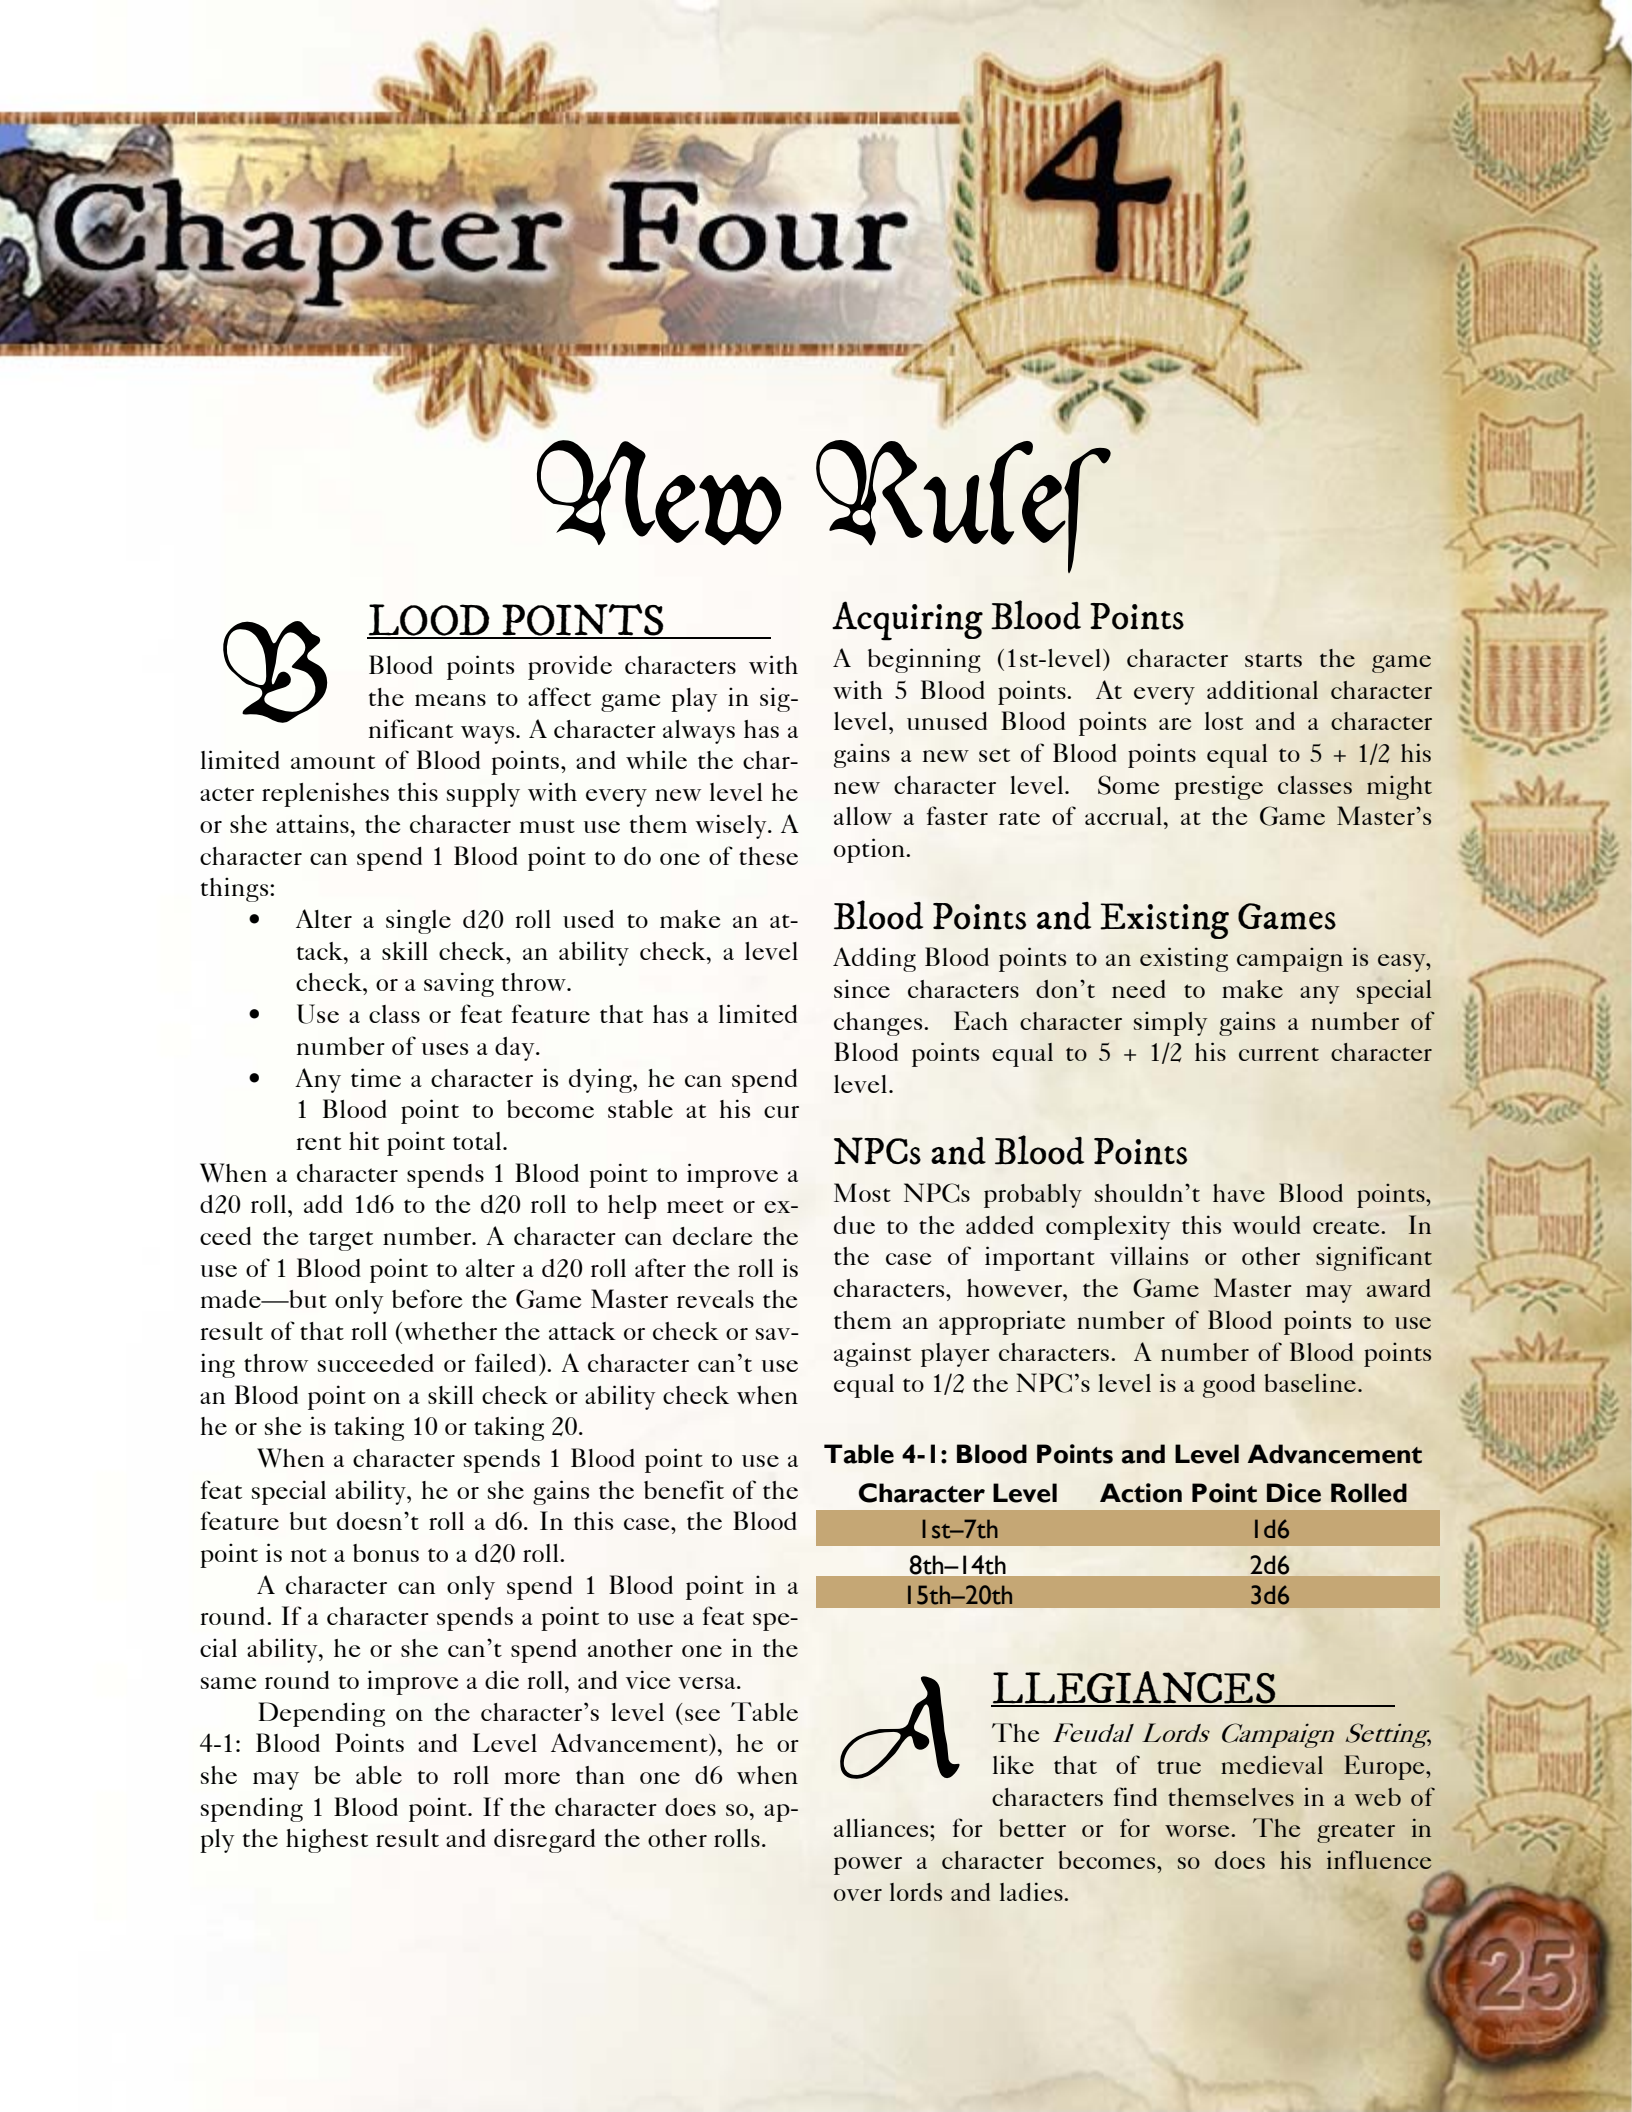 Chapter Four
4
New Rules
BLOOD POINTS
Blood points provide characters with
the means to affect game play in sig-
nificant ways. A character always has a
limited amount of Blood points, and while the char-
acter replenishes this supply with every new level he
or she attains, the character must use them wisely. A
character can spend 1 Blood point to do one of these
things:
• Alter a single d20 roll used to make an at-
tack, a skill check, an ability check, a level
check, or a saving throw.
• Use a class or feat feature that has a limited
number of uses a day.
• Any time a character is dying, he can spend
1 Blood point to become stable at his cur
rent hit point total.
When a character spends 1 Blood point to improve a
d20 roll, add 1d6 to the d20 roll to help meet or ex-
ceed the target number. A character can declare the
use of 1 Blood point to alter a d20 roll after the roll is
made—but only before the Game Master reveals the
result of that roll (whether the attack or check or sav-
ing throw succeeded or failed). A character can't use
an Blood point on a skill check or ability check when
he or she is taking 10 or taking 20.
When a character spends 1 Blood point to use a
feat special ability, he or she gains the benefit of the
feature but doesn't roll a d6. In this case, the Blood
point is not a bonus to a d20 roll.
A character can only spend 1 Blood point in a
round. If a character spends a point to use a feat spe-
cial ability, he or she can't spend another one in the
same round to improve a die roll, and vice versa.
Depending on the character's level (see Table
4-1: Blood Points and Level Advancement), he or
she may be able to roll more than one d6 when
spending 1 Blood point. If the character does so, ap-
ply the highest result and disregard the other rolls.
Acquiring Blood Points
A beginning (1st-level) character starts the game
with 5 Blood points. At every additional character
level, unused Blood points are lost and a character
gains a new set of Blood points equal to 5 + 1/2 his
new character level. Some prestige classes might
allow a faster rate of accrual, at the Game Master's
option.
Blood Points and Existing Games
Adding Blood points to an existing campaign is easy,
since characters don't need to make any special
changes. Each character simply gains a number of
Blood points equal to 5 + 1/2 his current character
level.
NPCs and Blood Points
Most NPCs probably shouldn't have Blood points,
due to the added complexity this would create. In
the case of important villains or other significant
characters, however, the Game Master may award
them an appropriate number of Blood points to use
against player characters. A number of Blood points
equal to 1/2 the NPC's level is a good baseline.
Table 4-1: Blood Points and Level Advancement
Character Level Action Point Dice Rolled
1st–7th 1d6
8th–14th 2d6
15th–20th 3d6
ALLEGIANCES
The Feudal Lords Campaign Setting,
like that of true medieval Europe,
characters find themselves in a web of
alliances; for better or for worse. The greater in
power a character becomes, so does his influence
over lords and ladies.
25